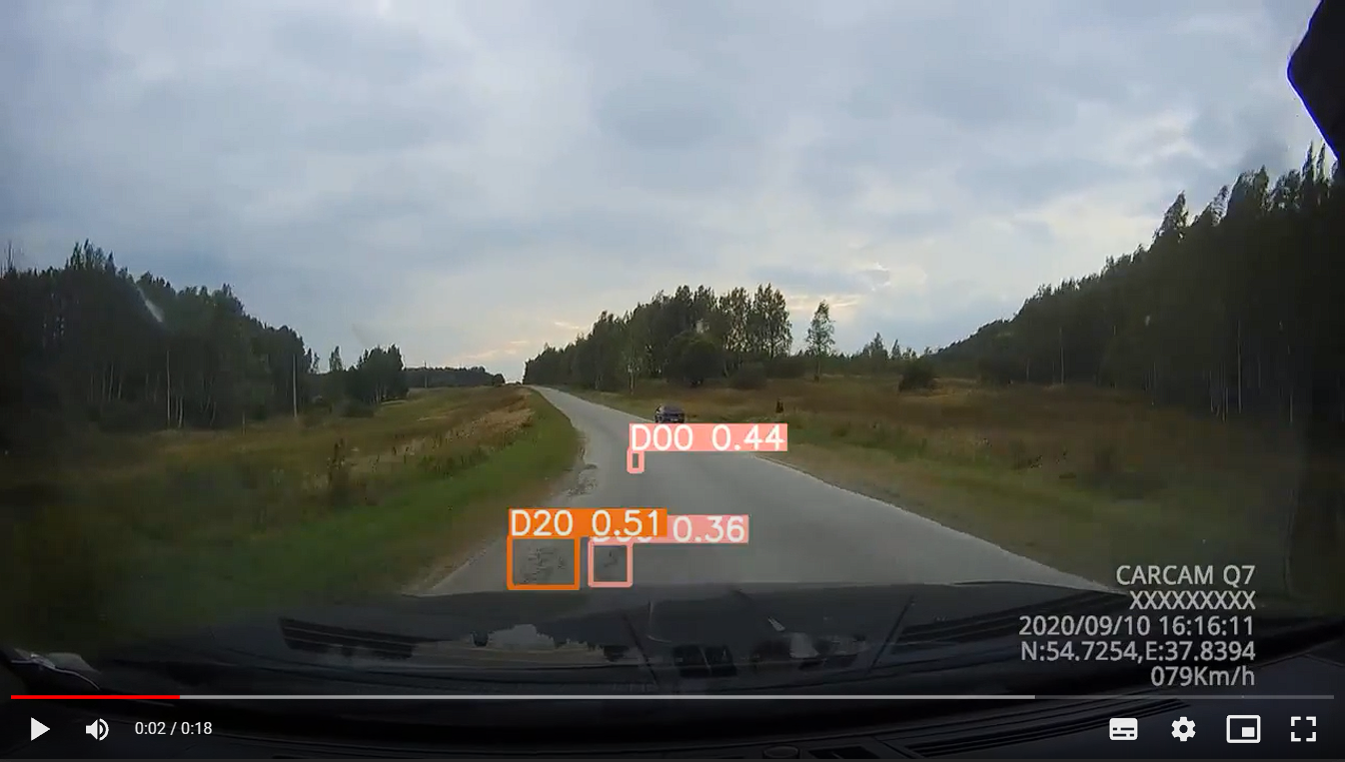 D00 0.44
D20 0.51
0.36
CARCAM Q7
XXXXXXXXX
2020/09/10 16:16:11
N:54.7254,E:37.8394
079Km/h
0:02 / 0:18